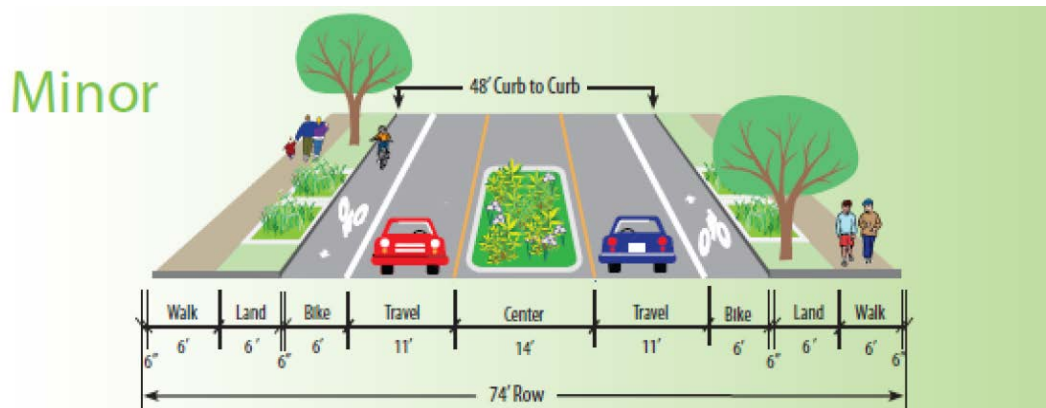 Minor
48' Curb to Curb
Walk Land Bike Travel Center Travel Bike Land Walk
6" 6' 6' 6" 6' 11' 14' 11' 6' 6" 6' 6' 6"
74' Row